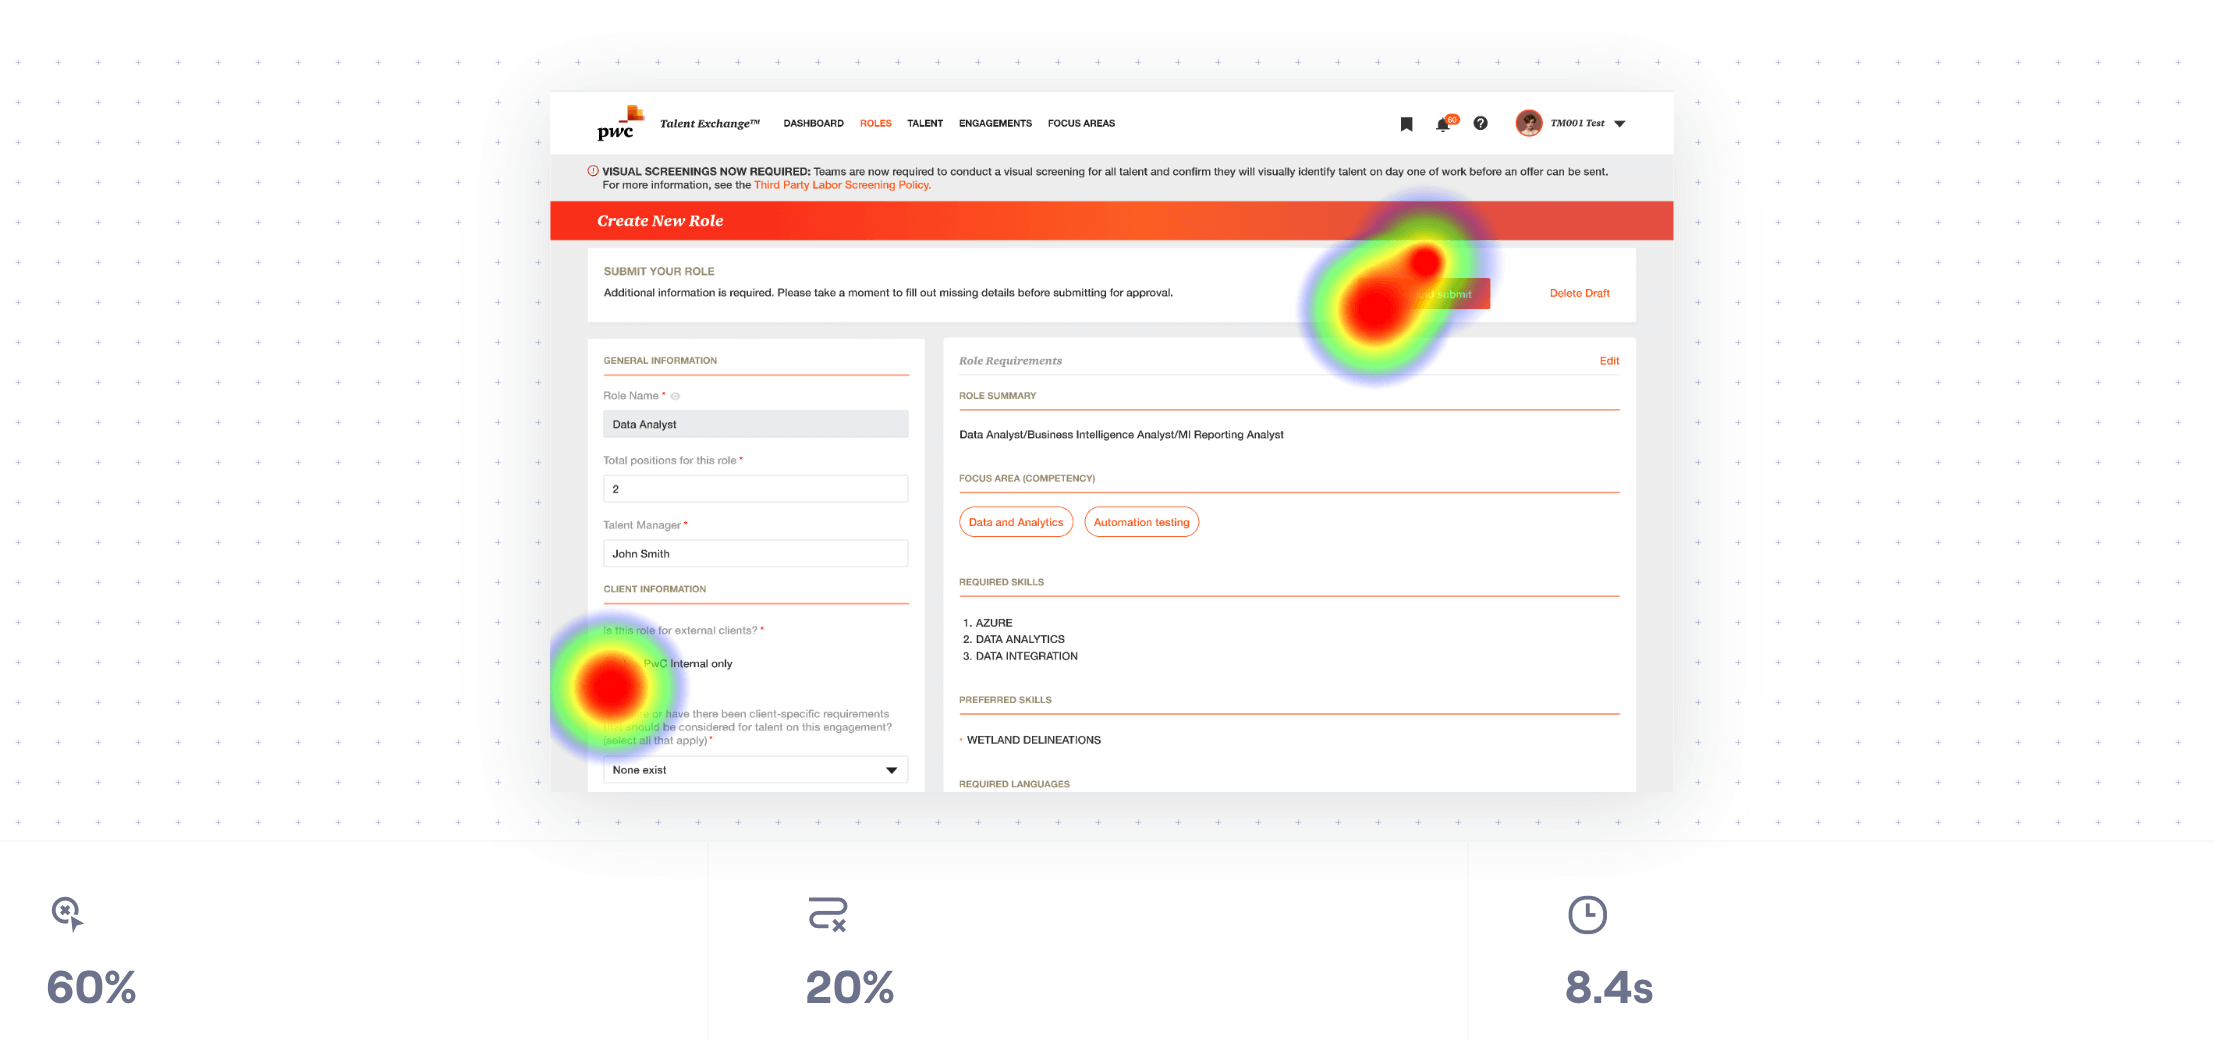 pwc
Talent Exchange™ DASHBOARD ROLES TALENT ENGAGEMENTS FOCUS AREAS
60
TM001 Test
VISUAL SCREENINGS NOW REQUIRED: Teams are now required to conduct a visual screening for all talent and confirm they will visually identify talent on day one of work before an offer can be sent.
For more information, see the Third Party Labor Screening Policy.
Create New Role
SUBMIT YOUR ROLE
Additional information is required. Please take a moment to fill out missing details before submitting for approval.
submit
Delete Draft
GENERAL INFORMATION
Role Name *
Data Analyst
Total positions for this role *
2
Talent Manager *
John Smith
CLIENT INFORMATION
Is this role for external clients? *
PwC Internal only
or have there been client-specific requirements
that should be considered for talent on this engagement?
(select all that apply) *
None exist
Role Requirements
Edit
ROLE SUMMARY
Data Analyst/Business Intelligence Analyst/MI Reporting Analyst
FOCUS AREA (COMPETENCY)
Data and Analytics
Automation testing
REQUIRED SKILLS
1. AZURE
2. DATA ANALYTICS
3. DATA INTEGRATION
PREFERRED SKILLS
• WETLAND DELINEATIONS
REQUIRED LANGUAGES
60%
20%
8.4s